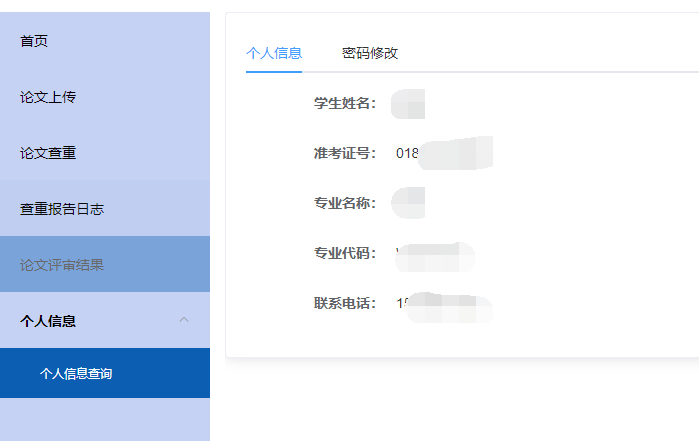 首页
论文上传
论文查重
查重报告日志
论文评审结果
个人信息
个人信息查询
个人信息 密码修改
学生姓名：
准考证号： 018
专业名称：
专业代码：
联系电话： 15